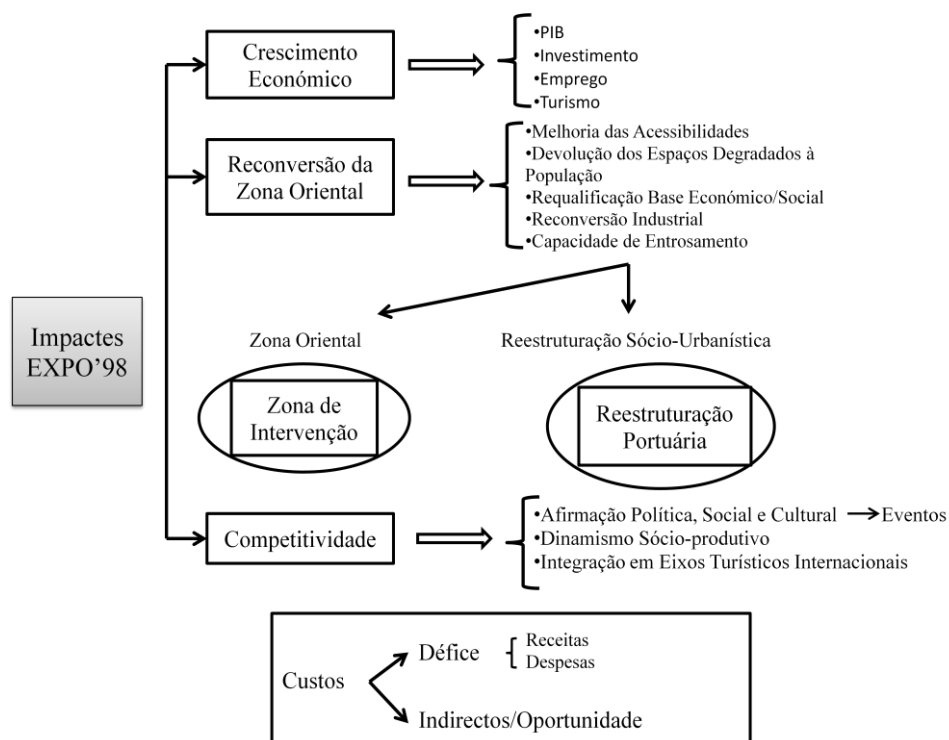 Crescimento
Económico
•PIB
•Investimento
•Emprego
•Turismo
Reconversão da
Zona Oriental
•Melhoria das Acessibilidades
•Devolução dos Espaços Degradados à
População
•Requalificação Base Económico/Social
•Reconversão Industrial
•Capacidade de Entrosamento
Impactes
EXPO’98
Zona Oriental
Reestruturação Sócio-Urbanística
Zona de
Intervenção
Reestruturação
Portuária
Competitividade
•Afirmação Política, Social e Cultural
Eventos
•Dinamismo Sócio-produtivo
•Integração em Eixos Turísticos Internacionais
Custos
Défice
Receitas
Despesas
Indirectos/Oportunidade